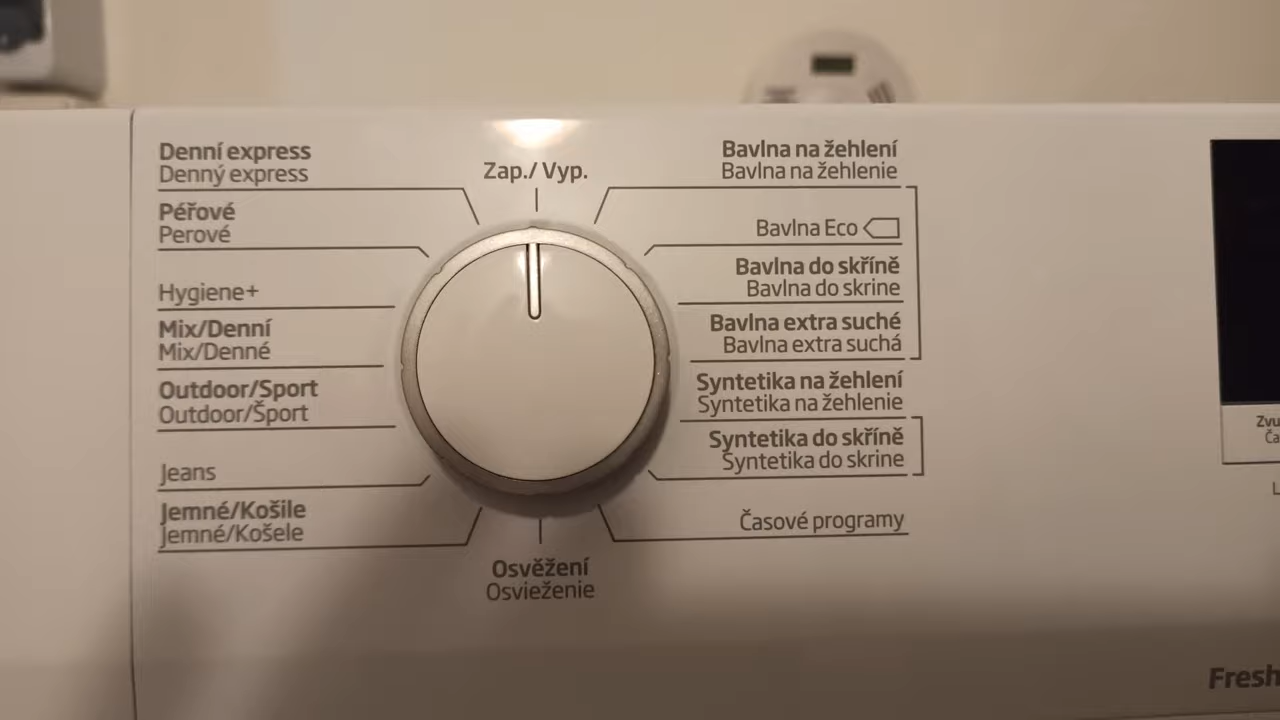 Denní express
Denný express
Péřové
Perové
Hygiene+
Mix/Denní
Mix/Denné
Outdoor/Sport
Outdoor/Šport
Jeans
Jemné/Košile
Jemné/Košele
Zap./ Vyp.
Osvěžení
Osvieženie
Bavlna na žehlení
Bavlna na žehlenie
Bavlna Eco
Bavlna do skříně
Bavlna do skrine
Bavlna extra suché
Bavlna extra suchá
Syntetika na žehlení
Syntetika na žehlenie
Syntetika do skříně
Syntetika do skrine
Časové programy
Fresh